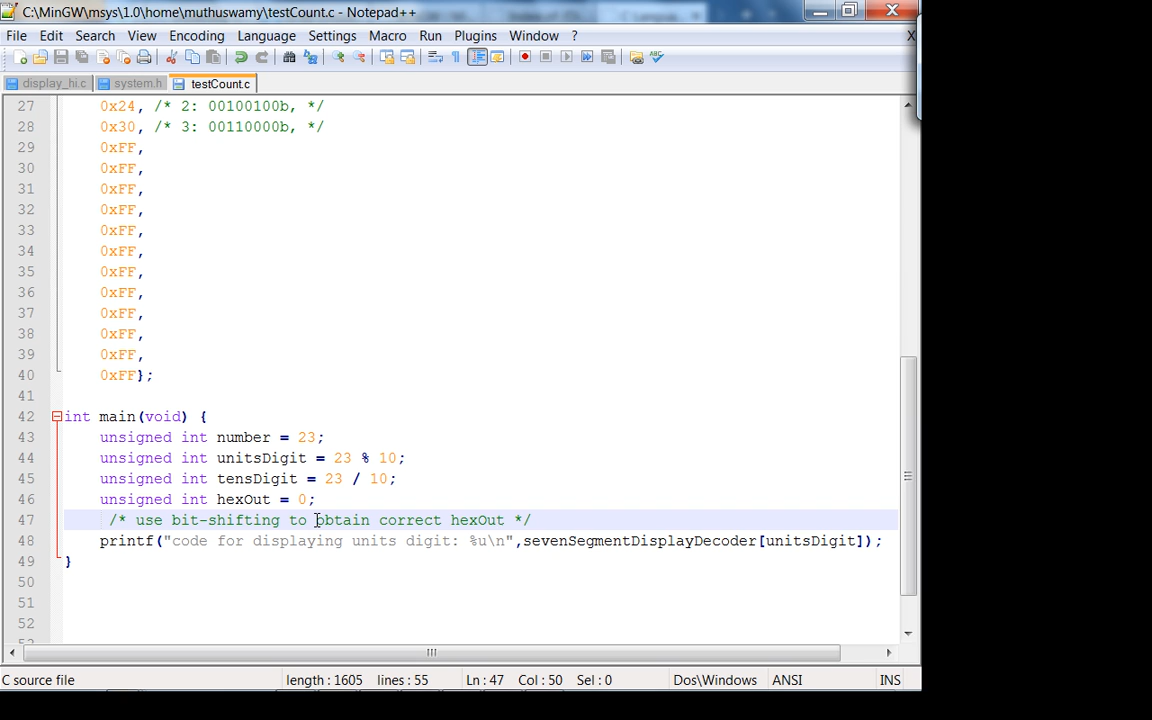 C:\MinGW\msys\1.0\home\muthuswamy\testCount.c - Notepad++
File Edit Search View Encoding Language Settings Macro Run Plugins Window ? X
display_hi.c system.h testCount.c
27 0x24, /* 2: 00100100b, */
28 0x30, /* 3: 00110000b, */
29 0xFF,
30 0xFF,
31 0xFF,
32 0xFF,
33 0xFF,
34 0xFF,
35 0xFF,
36 0xFF,
37 0xFF,
38 0xFF,
39 0xFF,
40 0xFF};
41
42 int main(void) {
43 unsigned int number = 23;
44 unsigned int unitsDigit = 23 % 10;
45 unsigned int tensDigit = 23 / 10;
46 unsigned int hexOut = 0;
47 /* use bit-shifting to obtain correct hexOut */
48 printf("code for displaying units digit: %u\n",sevenSegmentDisplayDecoder[unitsDigit]);
49 }
50
51
52
C source file length : 1605 lines : 55 Ln : 47 Col : 50 Sel : 0 Dos\Windows ANSI INS